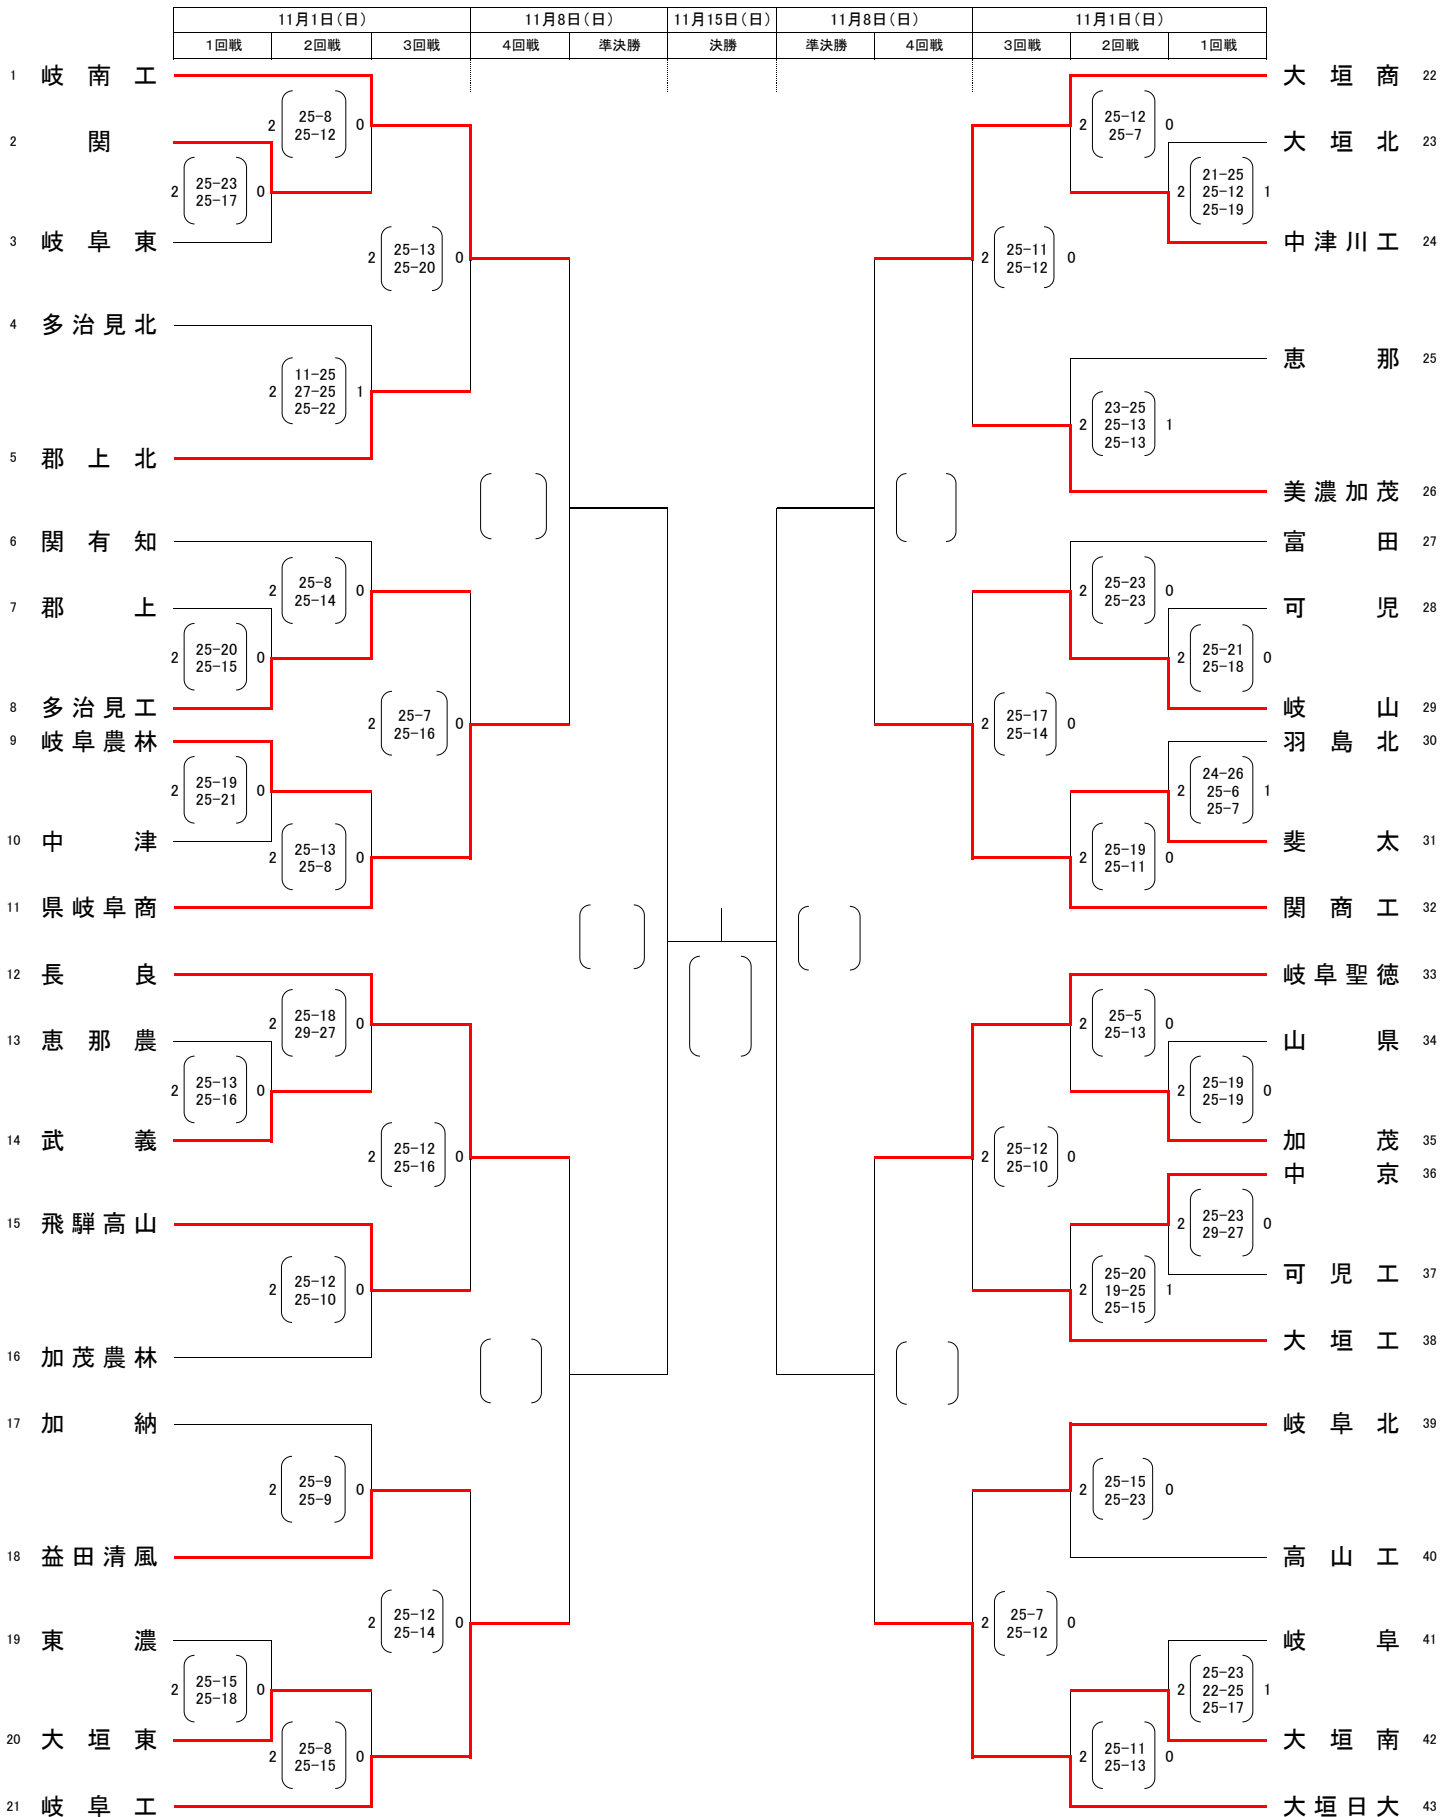 11月1日(日) 11月8日(日) 11月15日(日) 11月8日(日) 11月1日(日)
1回戦 2回戦 3回戦 4回戦 準決勝 決勝 準決勝 4回戦 3回戦 2回戦 1回戦
1 岐南工
2 25-8 25-12 0
2 関
2 25-23 25-17 0
3 岐阜東
2 25-13 25-20 0
4 多治見北
2 11-25 27-25 25-22 1
5 郡上北
6 関有知
2 25-8 25-14 0
7 郡上
2 25-20 25-15 0
8 多治見工
2 25-7 25-16 0
9 岐阜農林
2 25-19 25-21 0
10 中津
2 25-13 25-8 0
11 県岐阜商
12 長良
2 25-18 29-27 0
13 恵那農
2 25-13 25-16 0
14 武義
2 25-12 25-16 0
15 飛騨高山
2 25-12 25-10 0
16 加茂農林
17 加納
2 25-9 25-9 0
18 益田清風
2 25-12 25-14 0
19 東濃
2 25-15 25-18 0
20 大垣東
2 25-8 25-15 0
21 岐阜工
大垣商 22
2 25-12 25-7 0
大垣北 23
2 21-25 25-12 25-19 1
中津川工 24
2 25-11 25-12 0
恵那 25
2 23-25 25-13 25-13 1
美濃加茂 26
富田 27
2 25-23 25-23 0
可児 28
2 25-21 25-18 0
岐山 29
2 25-17 25-14 0
羽島北 30
2 24-26 25-6 25-7 1
斐太 31
2 25-19 25-11 0
関商工 32
岐阜聖徳 33
2 25-5 25-13 0
山県 34
2 25-19 25-19 0
加茂 35
2 25-12 25-10 0
中京 36
2 25-23 29-27 0
可児工 37
2 25-20 19-25 25-15 1
大垣工 38
岐阜北 39
2 25-15 25-23 0
高山工 40
2 25-7 25-12 0
岐阜 41
2 25-23 22-25 25-17 1
大垣南 42
2 25-11 25-13 0
大垣日大 43